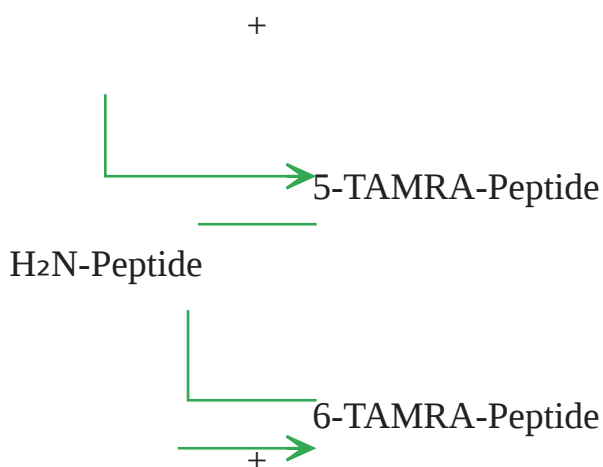 +
5-TAMRA-Peptide
H₂N-Peptide
6-TAMRA-Peptide
+